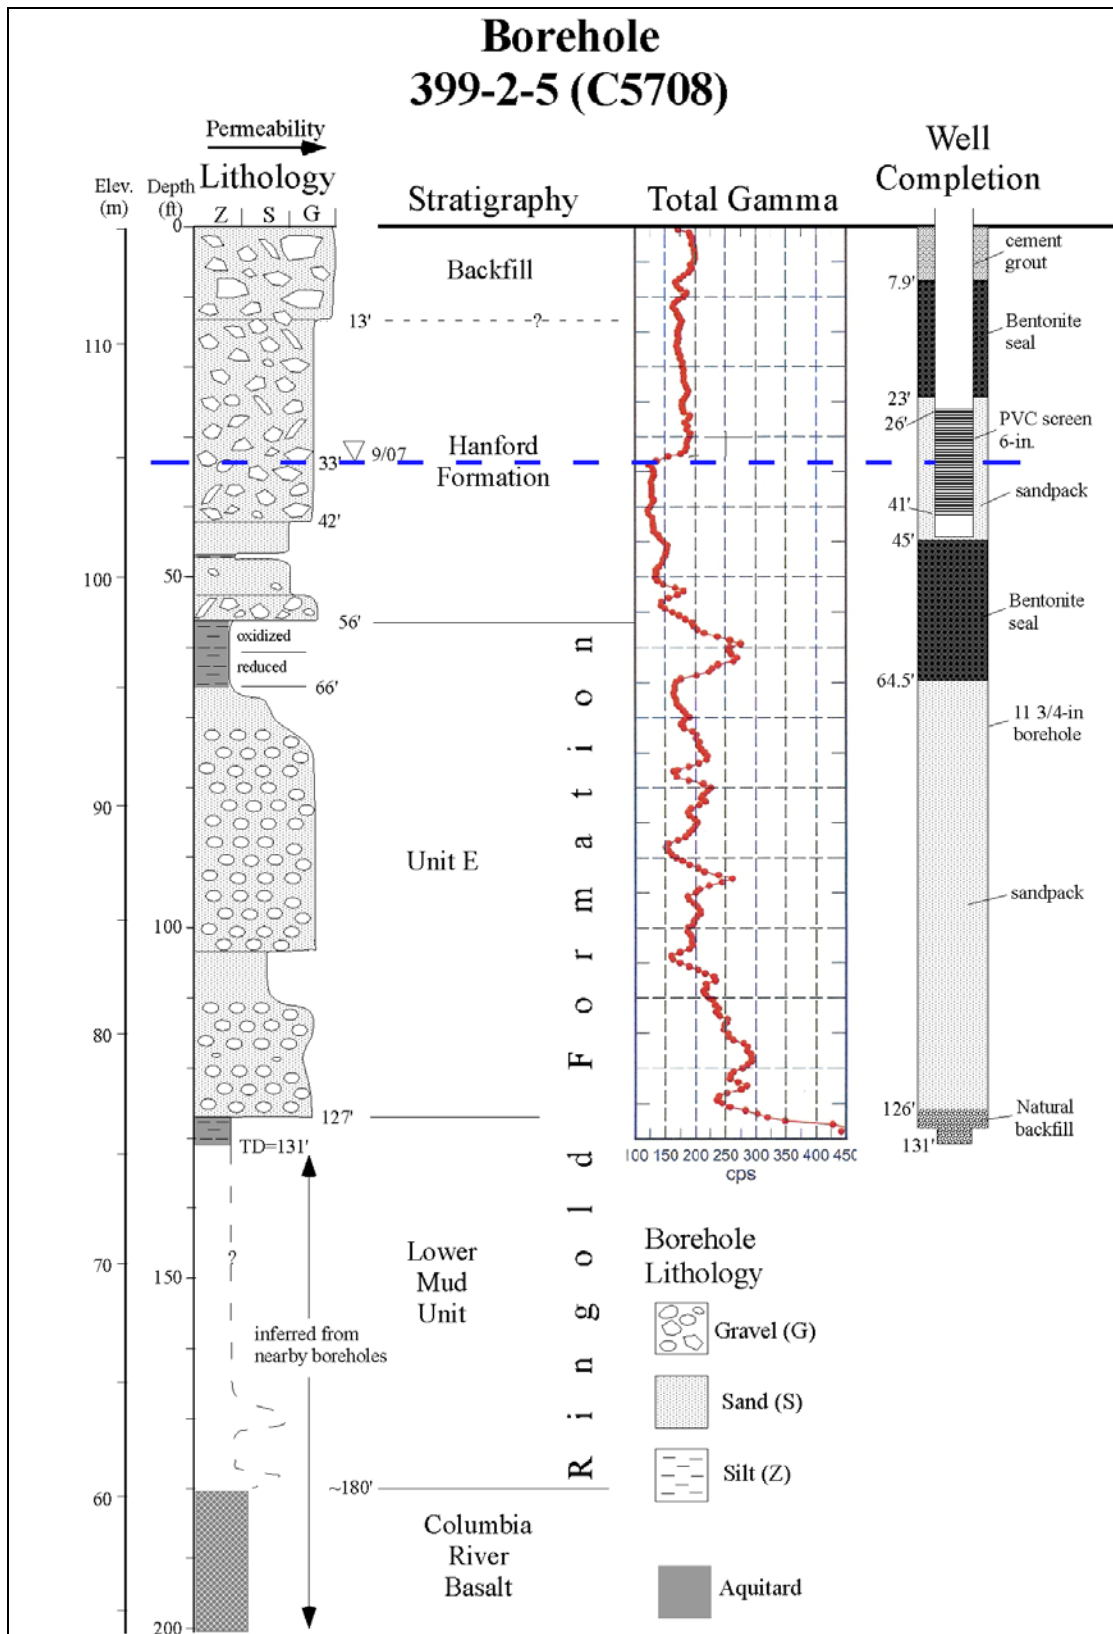 Borehole
399-2-5 (C5708)
Permeability
Elev.
(m)
Depth
(ft)
Lithology
Z S G
Stratigraphy
Total Gamma
Well
Completion
0
Backfill
cement
grout
7.9'
13'
?
110
Bentonite
seal
23'
26'
PVC screen
6-in.
33'
9/07
Hanford
Formation
sandpack
41'
42'
45'
100
50
56'
oxidized
reduced
Bentonite
seal
64.5'
66'
11 3/4-in
borehole
90
Unit E
sandpack
100
80
126'
127'
Natural
backfill
TD=131'
131'
100 150 200 250 300 350 400 450
cps
Ringold Formation
?
70
150
Lower
Mud
Unit
inferred from
nearby boreholes
Borehole
Lithology
Gravel (G)
Sand (S)
Silt (Z)
~180'
60
Columbia
River
Basalt
Aquitard
200